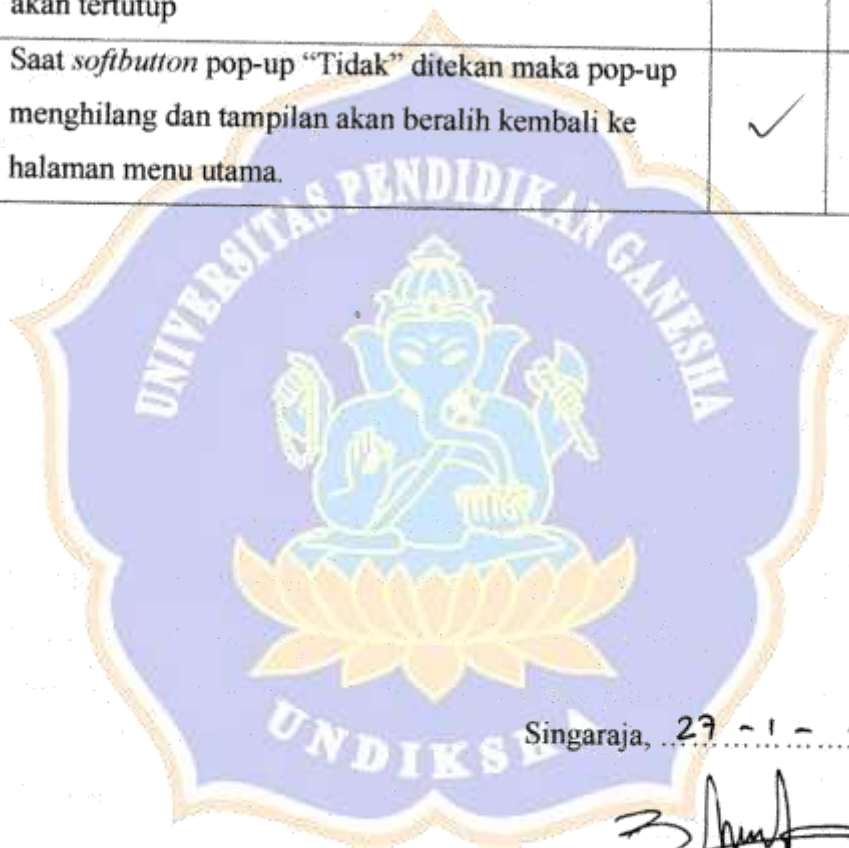 akan tertutup
Saat softbutton pop-up “Tidak” ditekan maka pop-up
menghilang dan tampilan akan beralih kembali ke
halaman menu utama.
UNIVERSITAS PENDIDIKAN GANESHA
UNDIKSHA
Singaraja, 27 - 1 -